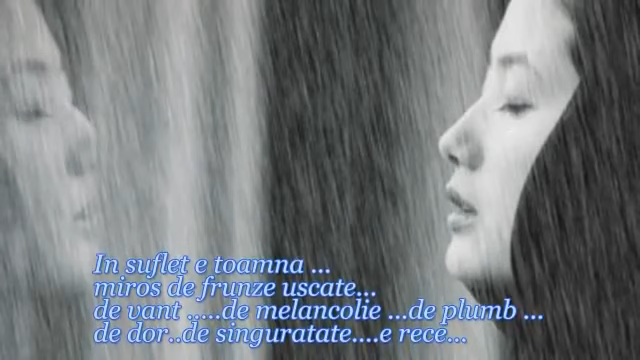 In suflet e toamna ...
miros de frunze uscate...
de vant .....de melancolie ...de plumb ...
de dor..de singuratate....e rece...